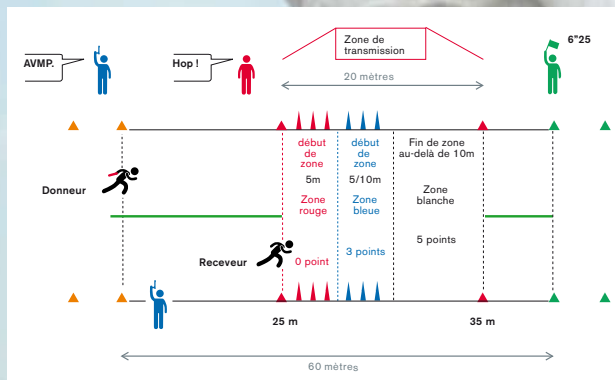 AVMP.
Hop !
Zone de
transmission
6"25
20 mètres
début
de
zone
5m
Zone
rouge
0 point
début
de
zone
5/10m
Zone
bleue
3 points
Fin de zone
au-delà de 10m
Zone
blanche
5 points
Donneur
Receveur
25 m
35 m
60 mètres